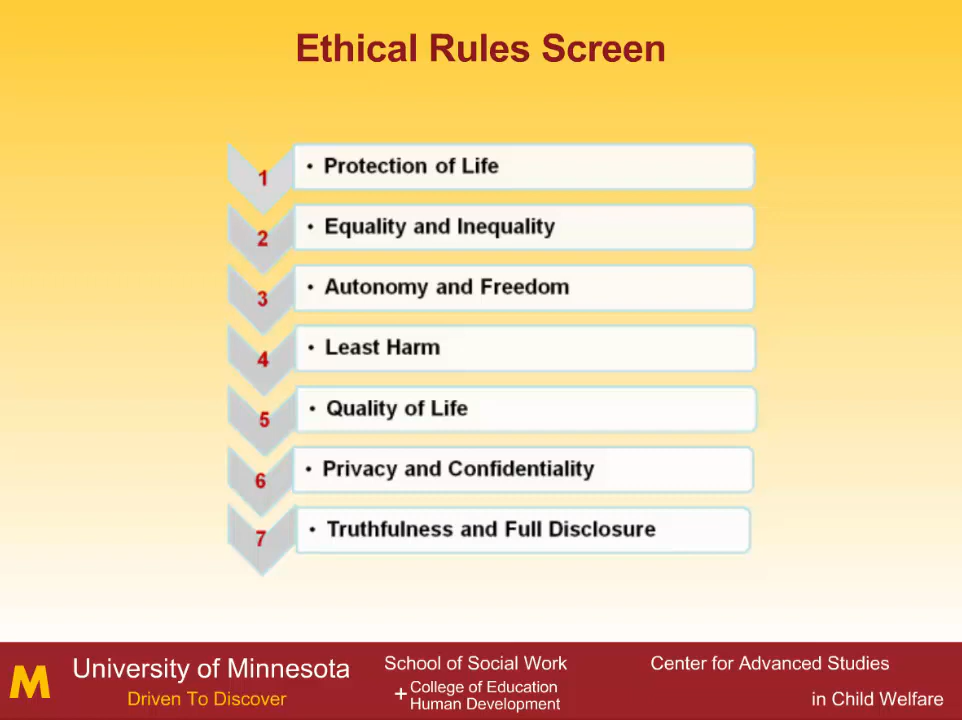 Ethical Rules Screen
1
• Protection of Life
2
• Equality and Inequality
3
• Autonomy and Freedom
4
• Least Harm
5
• Quality of Life
6
• Privacy and Confidentiality
7
• Truthfulness and Full Disclosure
M
University of Minnesota
Driven To Discover
School of Social Work
+ College of Education
Human Development
Center for Advanced Studies
in Child Welfare